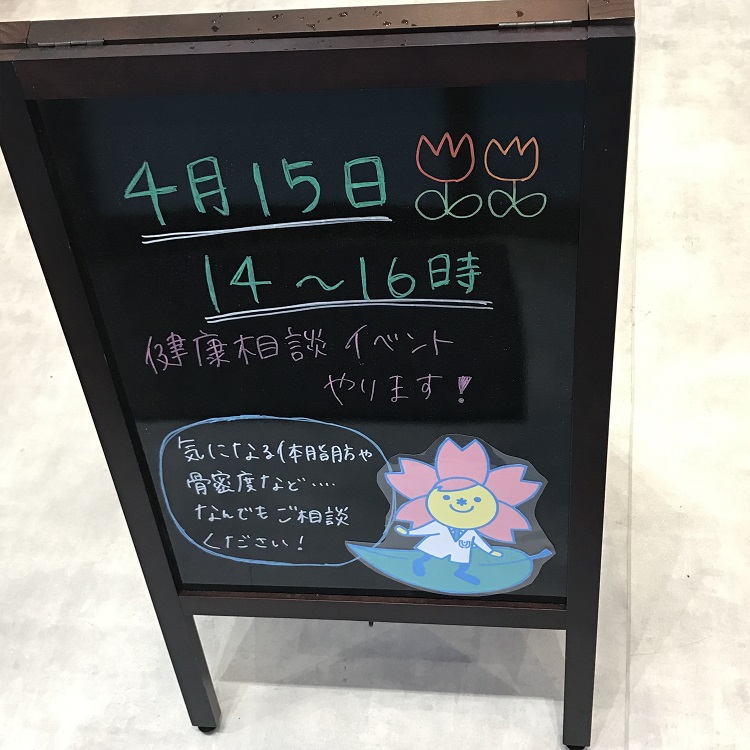 4月15日
14～16時
健康相談 イベント
やります!
気になる体脂肪や
骨密度など……
なんでもご相談
ください!